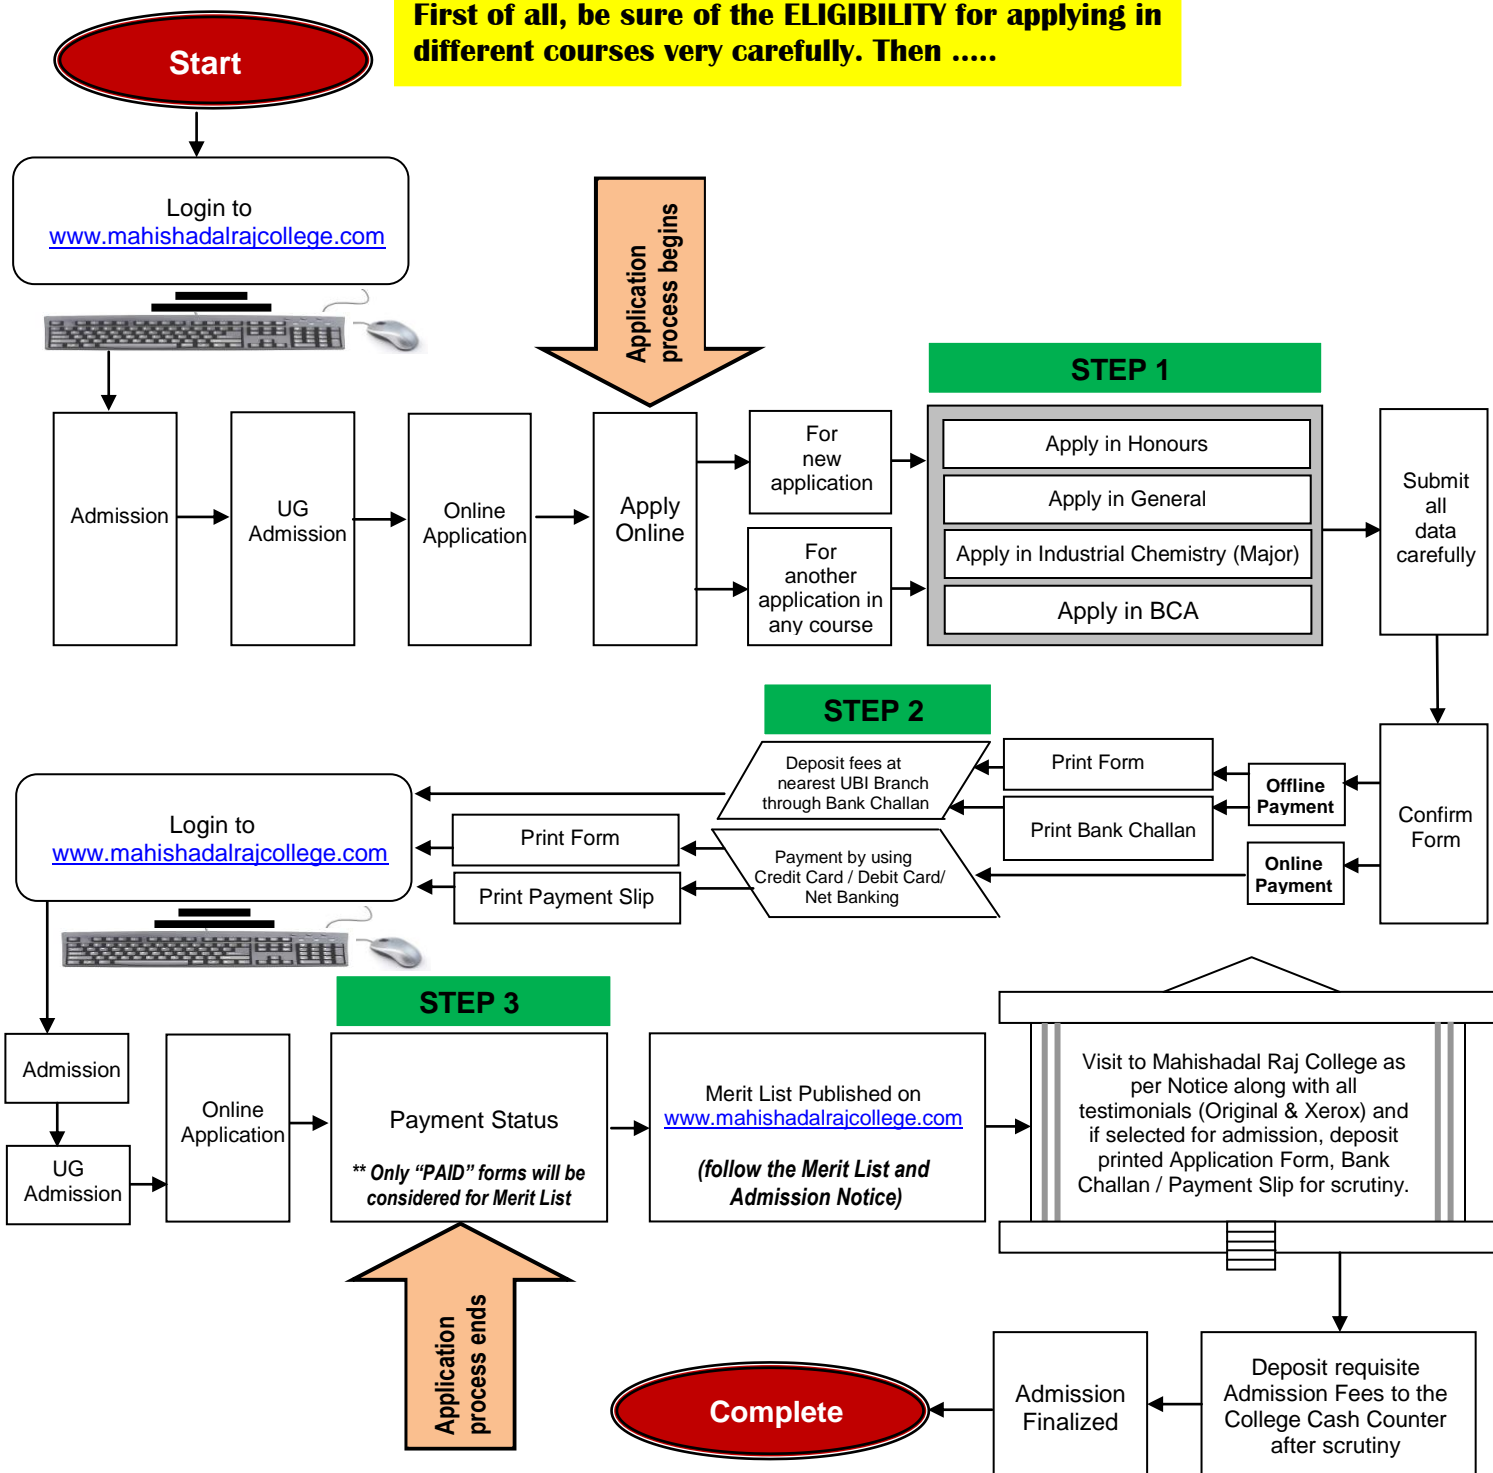 First of all, be sure of the ELIGIBILITY for applying in
different courses very carefully. Then .....
Start
Login to
www.mahishadalrajcollege.com
Application
process begins
STEP 1
Admission
UG
Admission
Online
Application
Apply
Online
For
new
application
For
another
application in
any course
Apply in Honours
Apply in General
Apply in Industrial Chemistry (Major)
Apply in BCA
Submit
all
data
carefully
STEP 2
Confirm
Form
Offline
Payment
Online
Payment
Print Form
Print Bank Challan
Deposit fees at
nearest UBI Branch
through Bank Challan
Payment by using
Credit Card / Debit Card/
Net Banking
Print Form
Print Payment Slip
Login to
www.mahishadalrajcollege.com
STEP 3
Admission
UG
Admission
Online
Application
Payment Status
** Only “PAID” forms will be
considered for Merit List
Merit List Published on
www.mahishadalrajcollege.com
(follow the Merit List and
Admission Notice)
Visit to Mahishadal Raj College as
per Notice along with all
testimonials (Original & Xerox) and
if selected for admission, deposit
printed Application Form, Bank
Challan / Payment Slip for scrutiny.
Application
process ends
Deposit requisite
Admission Fees to the
College Cash Counter
after scrutiny
Admission
Finalized
Complete